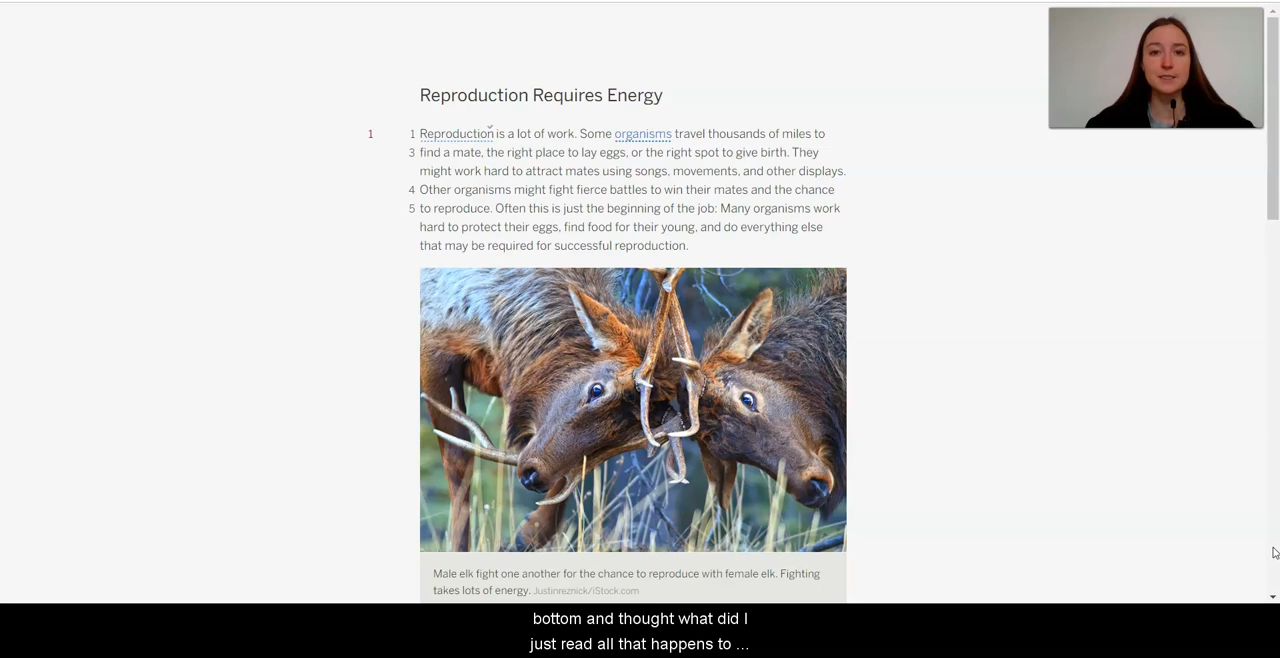 Reproduction Requires Energy
1
1 Reproduction is a lot of work. Some organisms travel thousands of miles to
3 find a mate, the right place to lay eggs, or the right spot to give birth. They
might work hard to attract mates using songs, movements, and other displays.
4 Other organisms might fight fierce battles to win their mates and the chance
5 to reproduce. Often this is just the beginning of the job: Many organisms work
hard to protect their eggs, find food for their young, and do everything else
that may be required for successful reproduction.
Male elk fight one another for the chance to reproduce with female elk. Fighting
takes lots of energy. Justinreznick/iStock.com
bottom and thought what did I
just read all that happens to ...